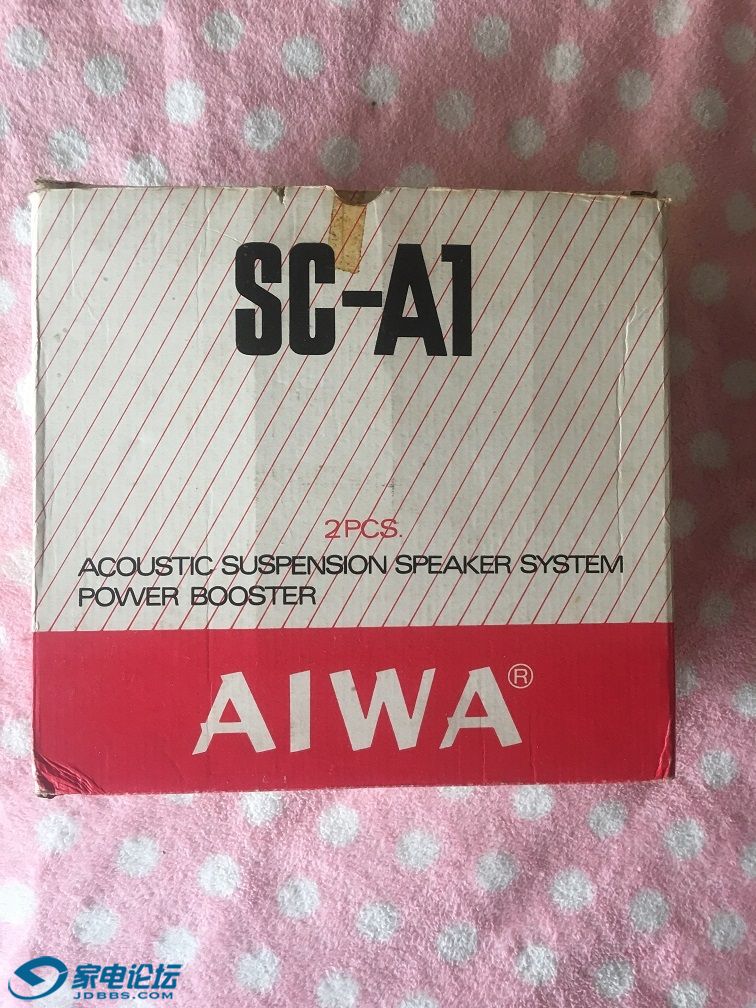 SC-A1
2PCS.
ACOUSTIC SUSPENSION SPEAKER SYSTEM
POWER BOOSTER
AIWA®
家电论坛
JDBBS.COM